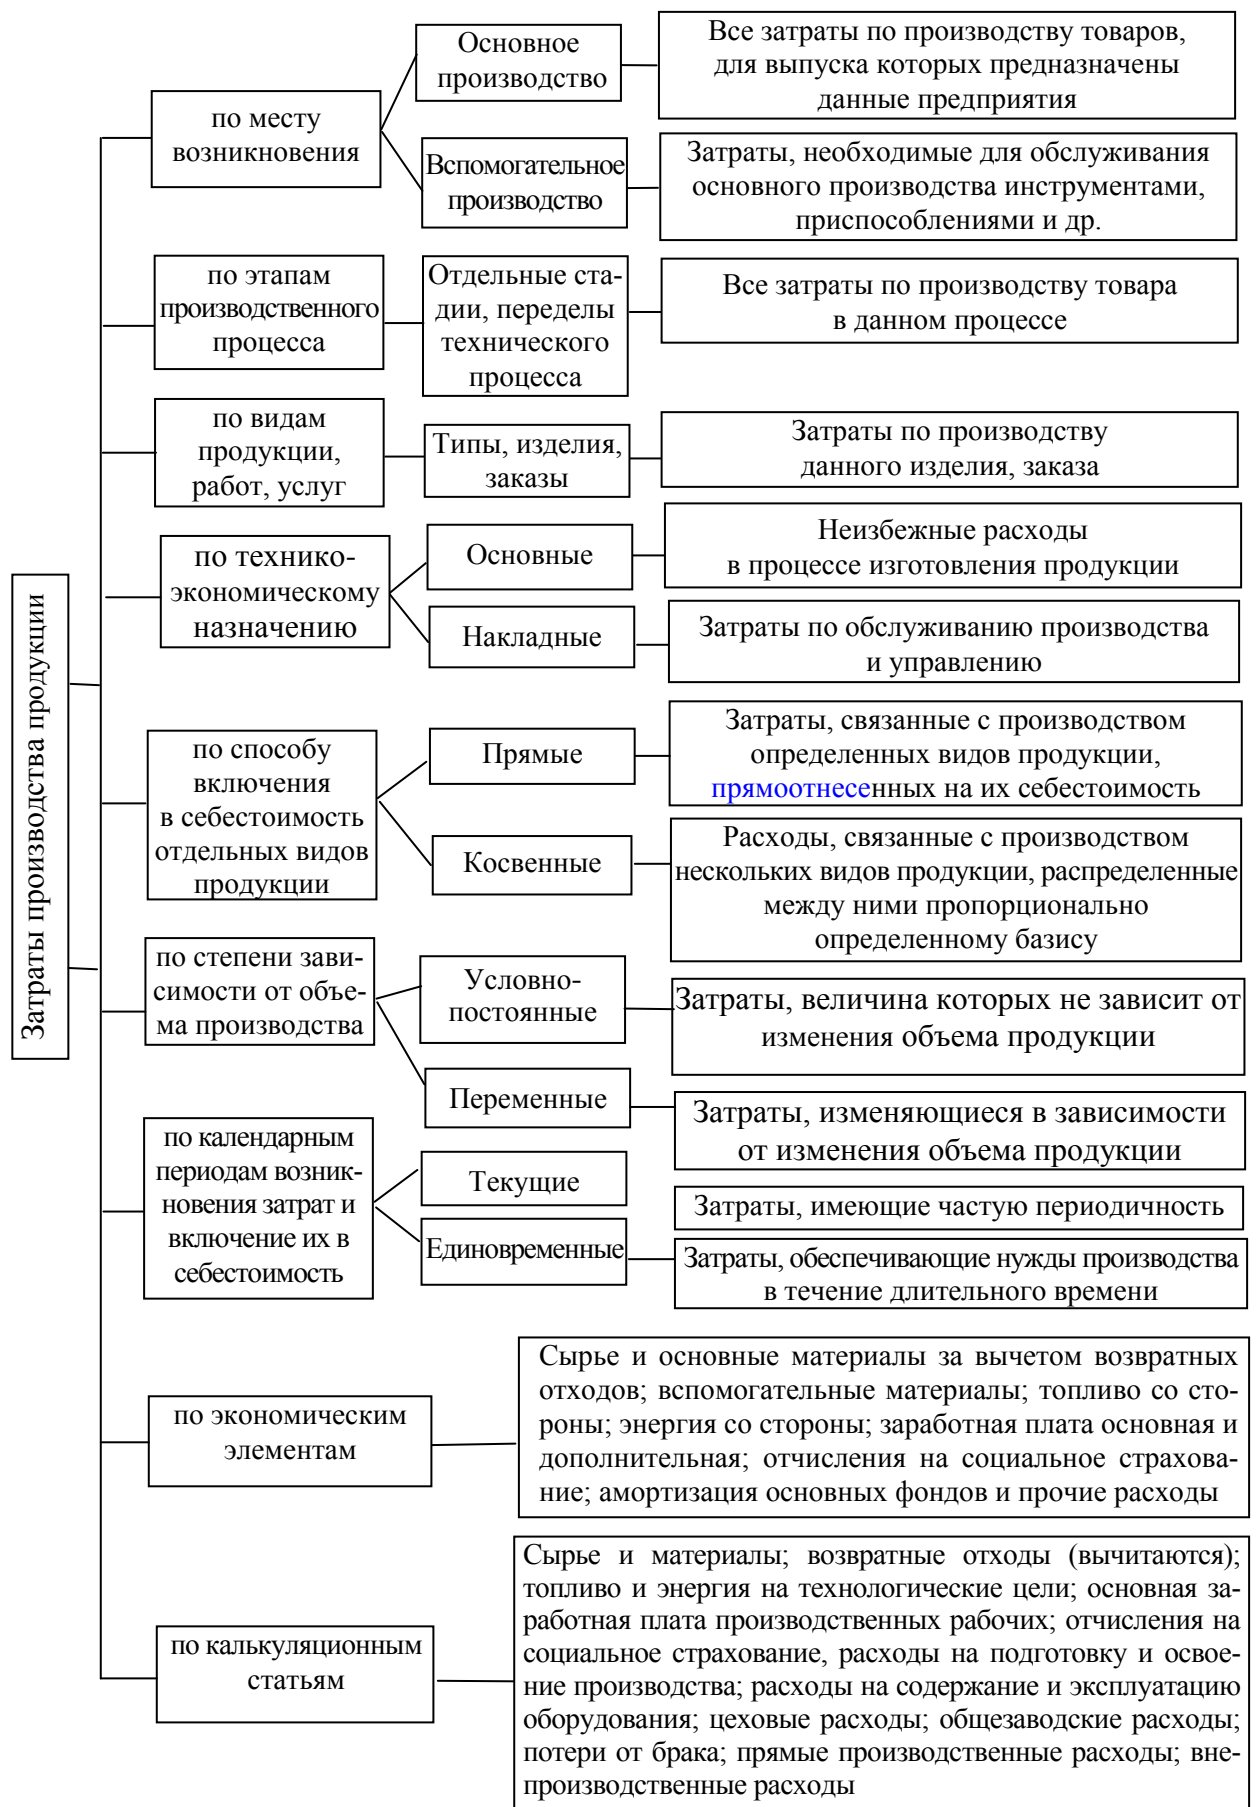 Затраты производства продукции
по месту
возникновения
Основное
производство
Все затраты по производству товаров,
для выпуска которых предназначены
данные предприятия
Вспомогательное
производство
Затраты, необходимые для обслуживания
основного производства инструментами,
приспособлениями и др.
по этапам
производственного
процесса
Отдельные ста-
дии, переделы
технического
процесса
Все затраты по производству товара
в данном процессе
по видам
продукции,
работ, услуг
Типы, изделия,
заказы
Затраты по производству
данного изделия, заказа
по технико-
экономическому
назначению
Основные
Неизбежные расходы
в процессе изготовления продукции
Накладные
Затраты по обслуживанию производства
и управлению
по способу
включения
в себестоимость
отдельных видов
продукции
Прямые
Затраты, связанные с производством
определенных видов продукции,
прямоотнесенных на их себестоимость
Косвенные
Расходы, связанные с производством
нескольких видов продукции, распределенные
между ними пропорционально
определенному базису
по степени зави-
симости от объе-
ма производства
Условно-
постоянные
Затраты, величина которых не зависит от
изменения объема продукции
Переменные
Затраты, изменяющиеся в зависимости
от изменения объема продукции
по календарным
периодам возник-
новения затрат и
включение их в
себестоимость
Текущие
Затраты, имеющие частую периодичность
Единовременные
Затраты, обеспечивающие нужды производства
в течение длительного времени
по экономическим
элементам
Сырье и основные материалы за вычетом возвратных
отходов; вспомогательные материалы; топливо со сто-
роны; энергия со стороны; заработная плата основная и
дополнительная; отчисления на социальное страхова-
ние; амортизация основных фондов и прочие расходы
по калькуляционным
статьям
Сырье и материалы; возвратные отходы (вычитаются);
топливо и энергия на технологические цели; основная за-
работная плата производственных рабочих; отчисления на
социальное страхование, расходы на подготовку и освое-
ние производства; расходы на содержание и эксплуатацию
оборудования; цеховые расходы; общезаводские расходы;
потери от брака; прямые производственные расходы; вне-
производственные расходы